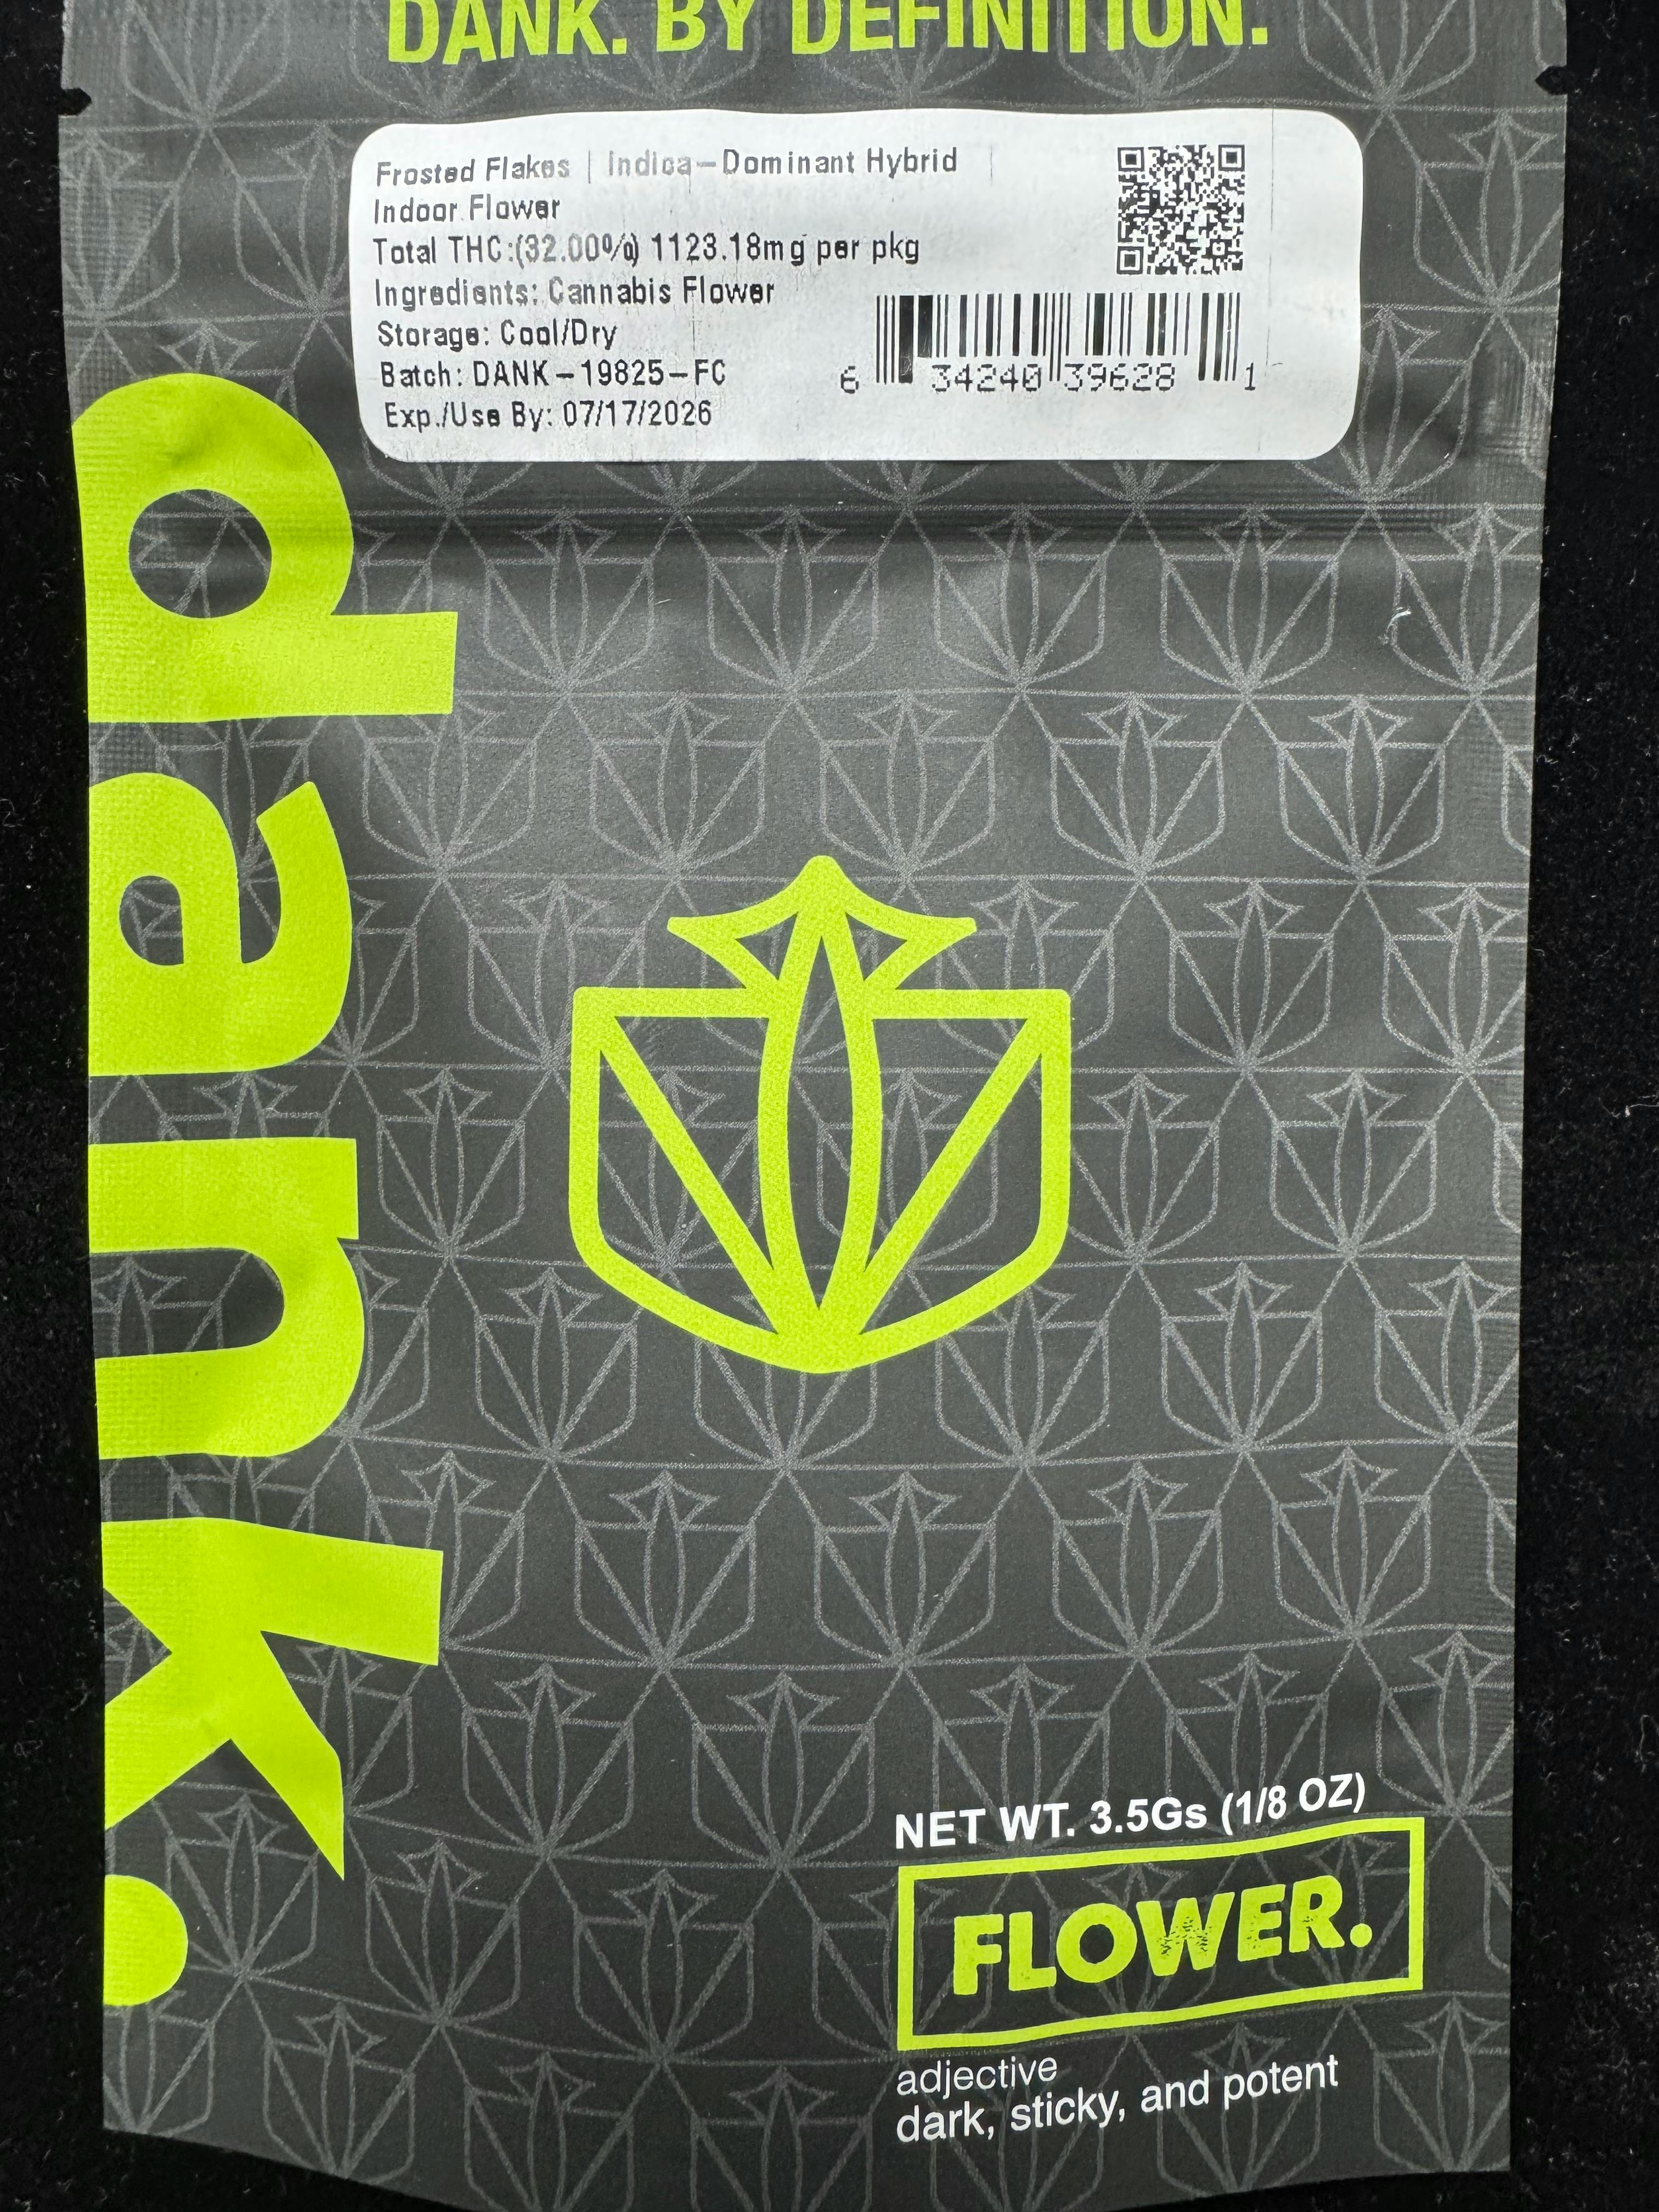 DANK. BY DEFINITION.
Frosted Flakes | Indica-Dominant Hybrid
Indoor Flower
Total THC:(32.00%) 1123.18mg per pkg
Ingredients: Cannabis Flower
Storage: Cool/Dry
Batch: DANK-19825-FC
Exp./Use By: 07/17/2026
6 34240 39628 1
dank.
NET WT. 3.5Gs (1/8 OZ)
FLOWER.
adjective
dark, sticky, and potent